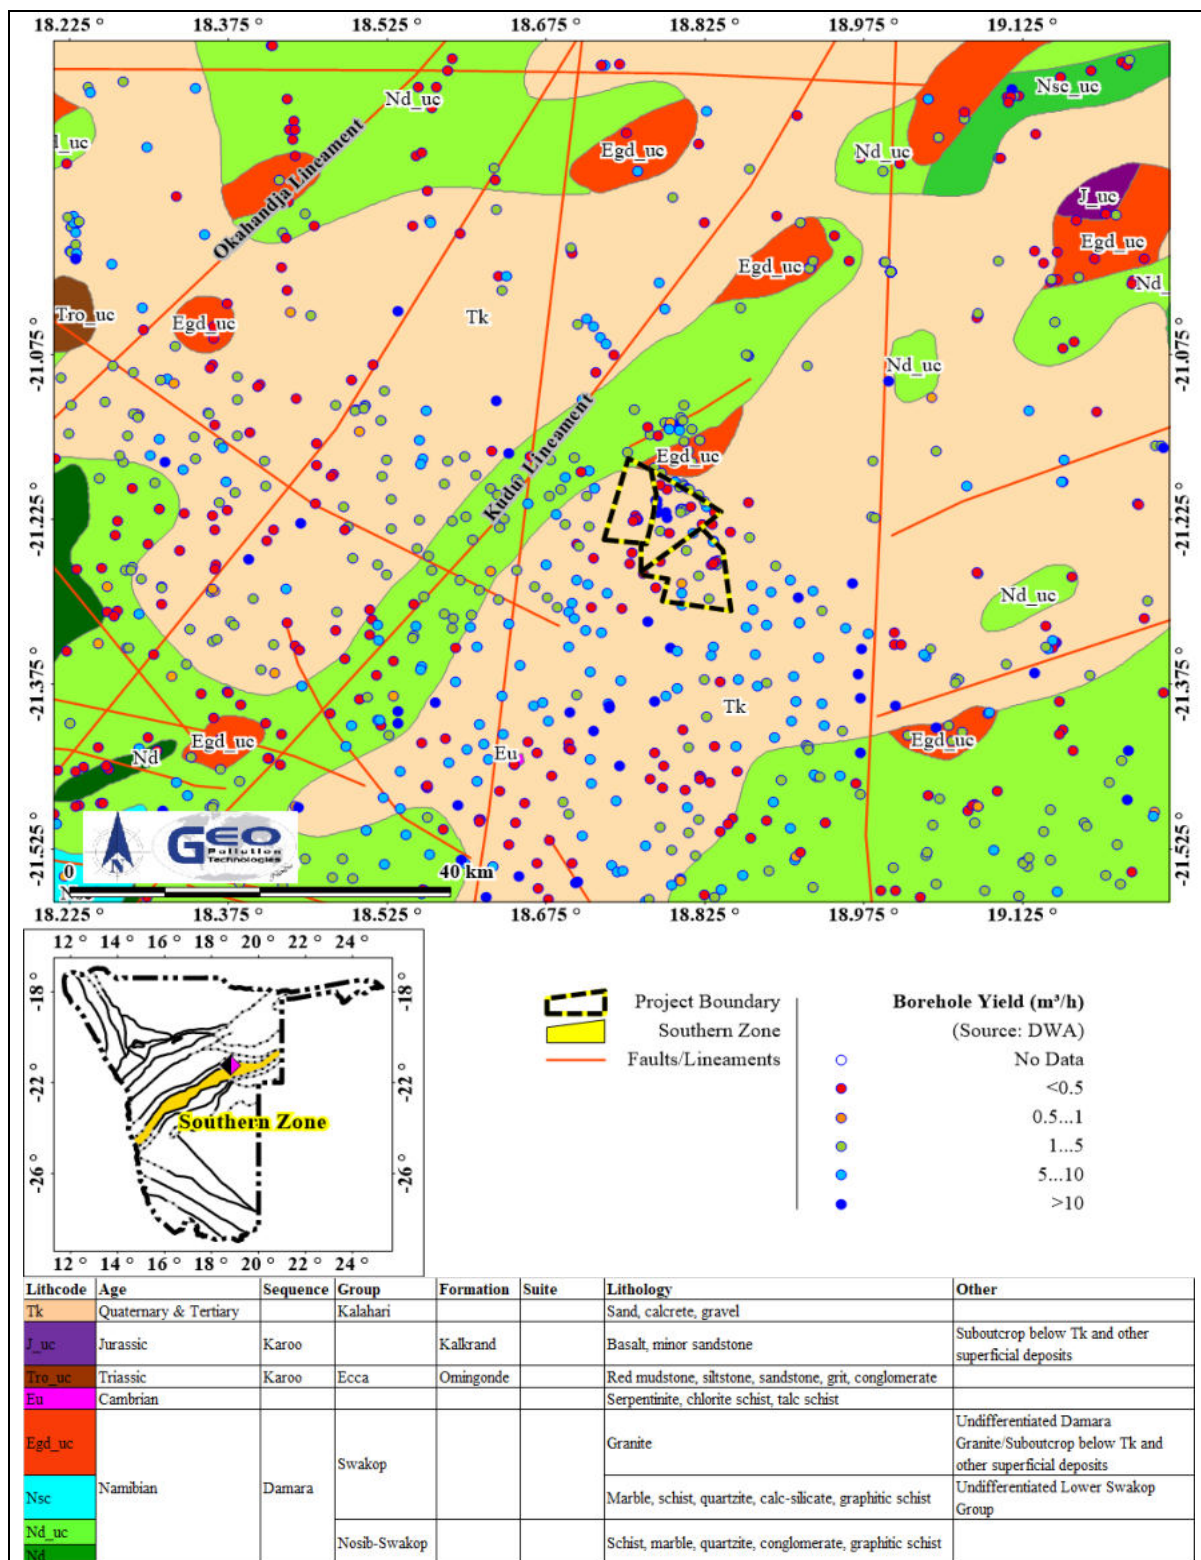 18.225 ° 18.375 ° 18.525 ° 18.675 ° 18.825 ° 18.975 ° 19.125 °
Nd_uc
Nsc_uc
Okahandja Lineament
_uc
Egd_uc
Nd_uc
J_uc
Egd_uc
Egd_uc
Nd_
Tro_uc
Egd_uc
Tk
-21.075 ° -21.075 °
Nd_uc
Kudu Lineament
Egd_uc
-21.225 ° -21.225 °
Nd_uc
-21.375 ° -21.375 °
Tk
Egd_uc
Egd_uc
Nd
Eu
GEO
Pollution
Technologies
N
-21.525 ° -21.525 °
0 40 km
18.225 ° 18.375 ° 18.525 ° 18.675 ° 18.825 ° 18.975 ° 19.125 °
12 ° 14 ° 16 ° 18 ° 20 ° 22 ° 24 °
-18 ° -18 °
-22 ° -22 °
Southern Zone
-26 ° -26 °
12 ° 14 ° 16 ° 18 ° 20 ° 22 ° 24 °
Project Boundary
Southern Zone
Faults/Lineaments
Borehole Yield (m³/h)
(Source: DWA)
No Data
<0.5
0.5...1
1...5
5...10
>10
Lithcode Age Sequence Group Formation Suite Lithology Other
Tk Quaternary & Tertiary Kalahari Sand, calcrete, gravel
J_uc Jurassic Karoo Kalkrand Basalt, minor sandstone Suboutcrop below Tk and other
superficial deposits
Tro_uc Triassic Karoo Ecca Omingonde Red mudstone, siltstone, sandstone, grit, conglomerate
Eu Cambrian Serpentinite, chlorite schist, talc schist
Egd_uc Namibian Damara Swakop Granite Undifferentiated Damara
Granite/Suboutcrop below Tk and
other superficial deposits
Nsc Marble, schist, quartzite, calc-silicate, graphitic schist Undifferentiated Lower Swakop
Group
Nd_uc Nosib-Swakop Schist, marble, quartzite, conglomerate, graphitic schist
Nd